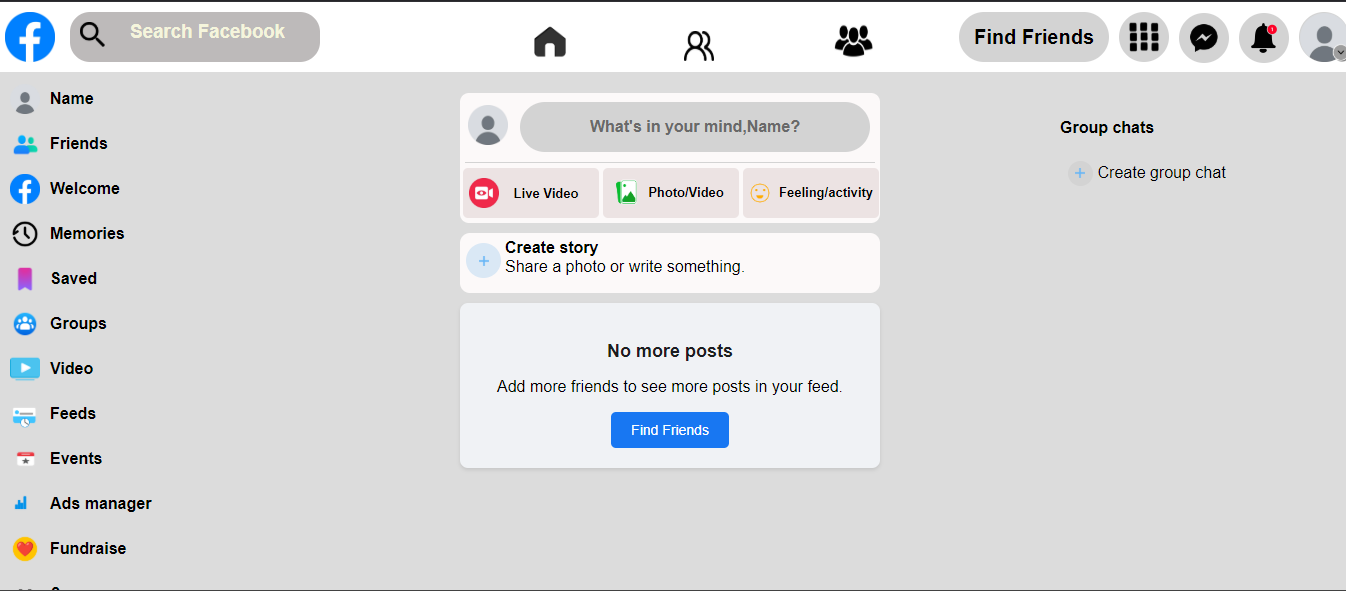 Search Facebook
Find Friends
1
Name
Friends
Welcome
Memories
Saved
Groups
Video
Feeds
Events
Ads manager
Fundraise
What's in your mind,Name?
Live Video
Photo/Video
Feeling/activity
Create story
Share a photo or write something.
No more posts
Add more friends to see more posts in your feed.
Find Friends
Group chats
Create group chat